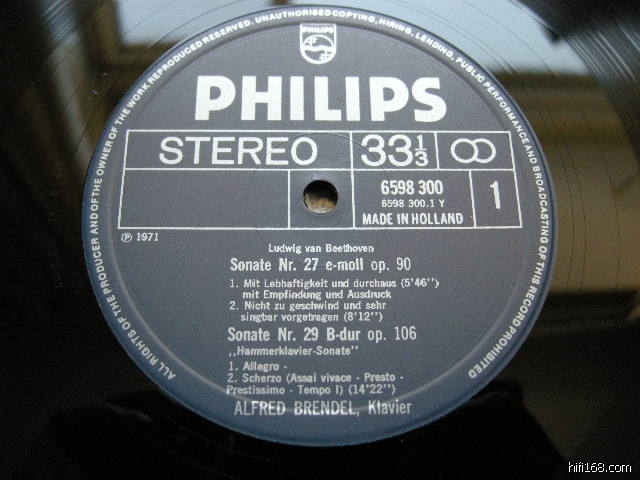 ALL RIGHTS OF THE PRODUCER AND OF THE OWNER OF THE WORK REPRODUCED RESERVED. UNAUTHORISED COPYING, HIRING, LENDING, PUBLIC PERFORMANCE AND BROADCASTING OF THIS RECORD PROHIBITED
PHILIPS
PHILIPS
STEREO 33 1/3
6598 300
6598 300.1 Y
MADE IN HOLLAND
1
Ⓟ 1971
Ludwig van Beethoven
Sonate Nr. 27 e-moll op. 90
1. Mit Lebhaftigkeit und durchaus (5'46")
mit Empfindung und Ausdruck
2. Nicht zu geschwind und sehr
singbar vorgetragen (8'12")
Sonate Nr. 29 B-dur op. 106
,,Hammerklavier-Sonate"
1. Allegro -
2. Scherzo (Assai vivace - Presto -
Prestissimo - Tempo I) (14'22")
ALFRED BRENDEL, Klavier
hifi168.com